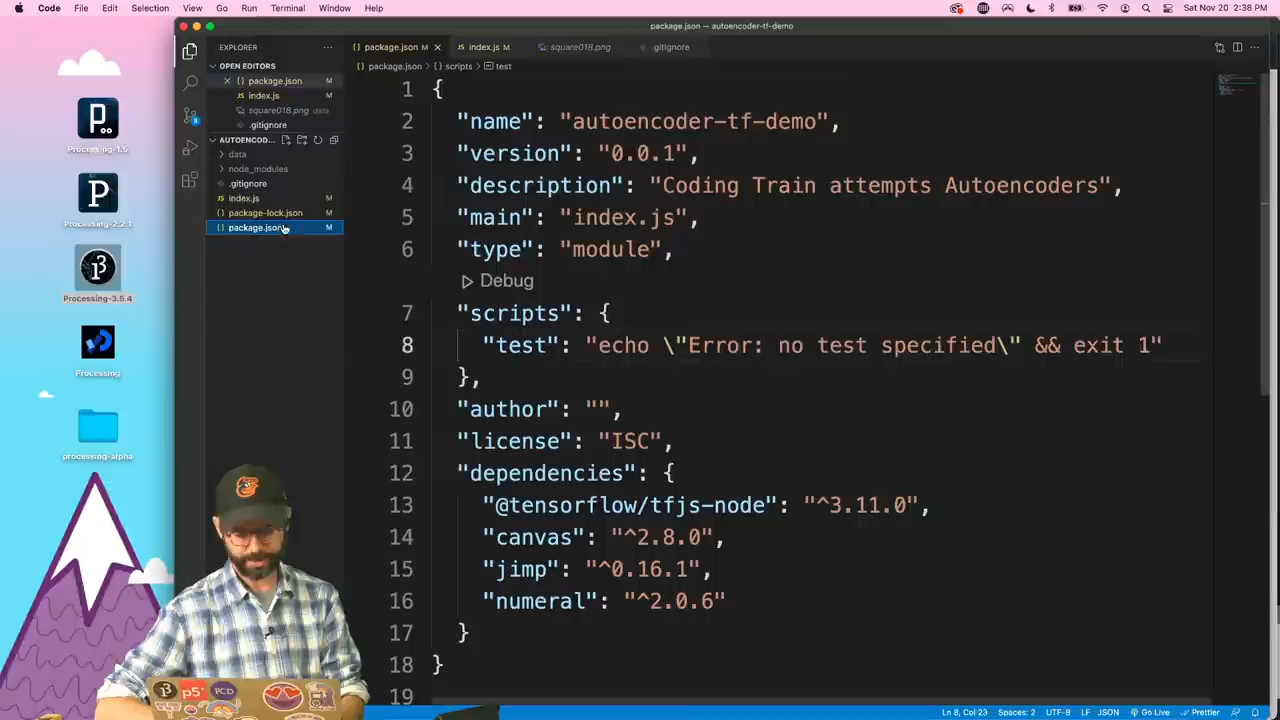 Code File Edit Selection View Go Run Terminal Window Help Sat Nov 20 2:38 PM
package.json — autoencoder-tf-demo
EXPLORER
package.json M
index.js M
square018.png
.gitignore
OPEN EDITORS
package.json > scripts > test
package.json M
index.js M
square018.png data
.gitignore
AUTOENCOD...
data
node_modules
.gitignore
index.js M
package-lock.json M
package.json M
1 {
2 "name": "autoencoder-tf-demo",
3 "version": "0.0.1",
4 "description": "Coding Train attempts Autoencoders",
5 "main": "index.js",
6 "type": "module",
Debug
7 "scripts": {
8 "test": "echo \"Error: no test specified\" && exit 1"
9 },
10 "author": "",
11 "license": "ISC",
12 "dependencies": {
13 "@tensorflow/tfjs-node": "^3.11.0",
14 "canvas": "^2.8.0",
15 "jimp": "^0.16.1",
16 "numeral": "^2.0.6"
17 }
18 }
19
Processing-1.5
Processing-2.2.1
Processing-3.5.4
Processing
processing-alpha
p5*
PCD
Ln 8, Col 23 Spaces: 2 UTF-8 LF JSON Go Live Prettier